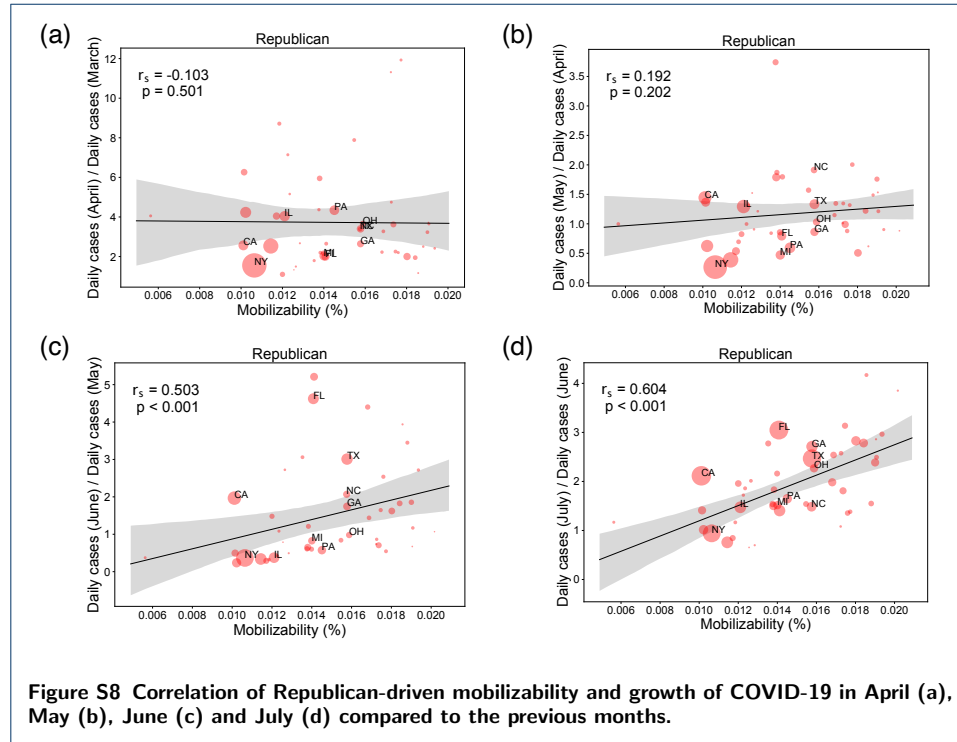 (a)
Republican
r_s = -0.103
p = 0.501
12
10
8
6
4
2
Daily cases (April) / Daily cases (March)
PA
IL
OH
GA
CA
NY
0.006 0.008 0.010 0.012 0.014 0.016 0.018 0.020
Mobilizability (%)
(b)
Republican
r_s = 0.192
p = 0.202
3.5
3.0
2.5
2.0
1.5
1.0
0.5
0.0
Daily cases (May) / Daily cases (April)
NC
CA
IL
TX
OH
FL
GA
PA
MI
NY
0.006 0.008 0.010 0.012 0.014 0.016 0.018 0.020
Mobilizability (%)
(c)
Republican
r_s = 0.503
p < 0.001
5
4
3
2
1
0
Daily cases (June) / Daily cases (May)
FL
TX
CA
NC
GA
OH
MI
PA
NY
IL
0.006 0.008 0.010 0.012 0.014 0.016 0.018 0.020
Mobilizability (%)
(d)
Republican
r_s = 0.604
p < 0.001
4
3
2
1
0
Daily cases (July) / Daily cases (June)
FL
GA
TX
OH
CA
PA
MI
IL
NC
NY
0.006 0.008 0.010 0.012 0.014 0.016 0.018 0.020
Mobilizability (%)
Figure S8 Correlation of Republican-driven mobilizability and growth of COVID-19 in April (a),
May (b), June (c) and July (d) compared to the previous months.